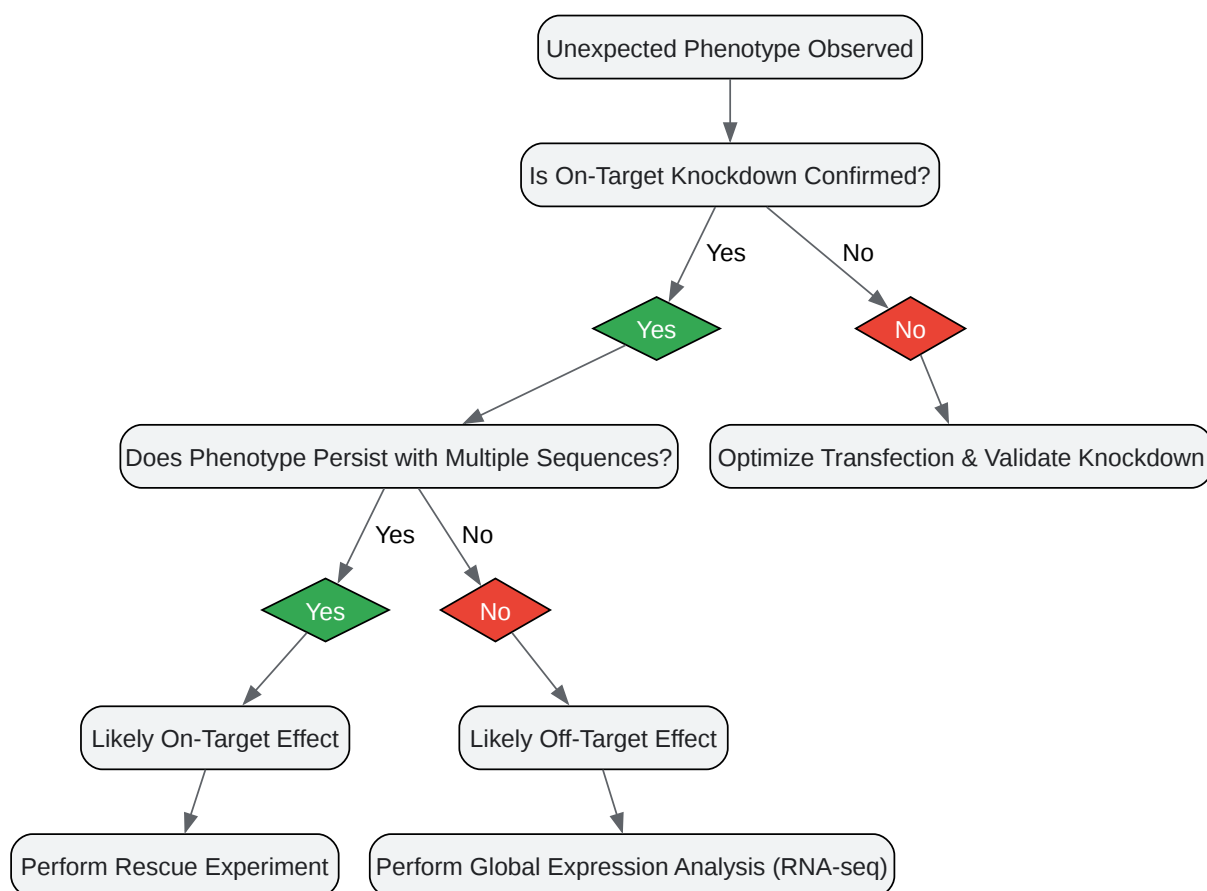 Unexpected Phenotype Observed
Is On-Target Knockdown Confirmed?
Yes
No
Yes
No
Does Phenotype Persist with Multiple Sequences?
Optimize Transfection & Validate Knockdown
Yes
No
Yes
No
Likely On-Target Effect
Likely Off-Target Effect
Perform Rescue Experiment
Perform Global Expression Analysis (RNA-seq)